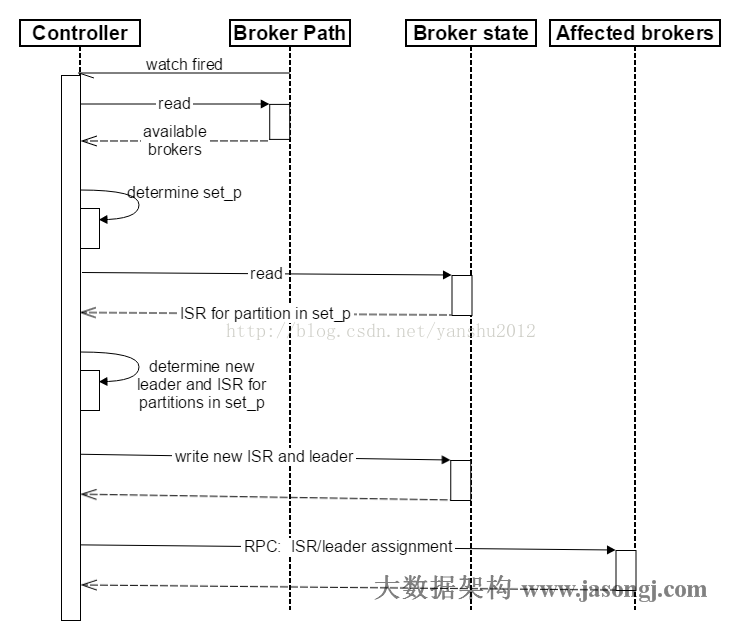 Controller
Broker Path
Broker state
Affected brokers
watch fired
read
available
brokers
determine set_p
read
ISR for partition in set_p
http://blog.csdn.net/yanshu2012
determine new
leader and ISR for
partitions in set_p
write new ISR and leader
RPC: ISR/leader assignment
大数据架构 www.jasongj.com